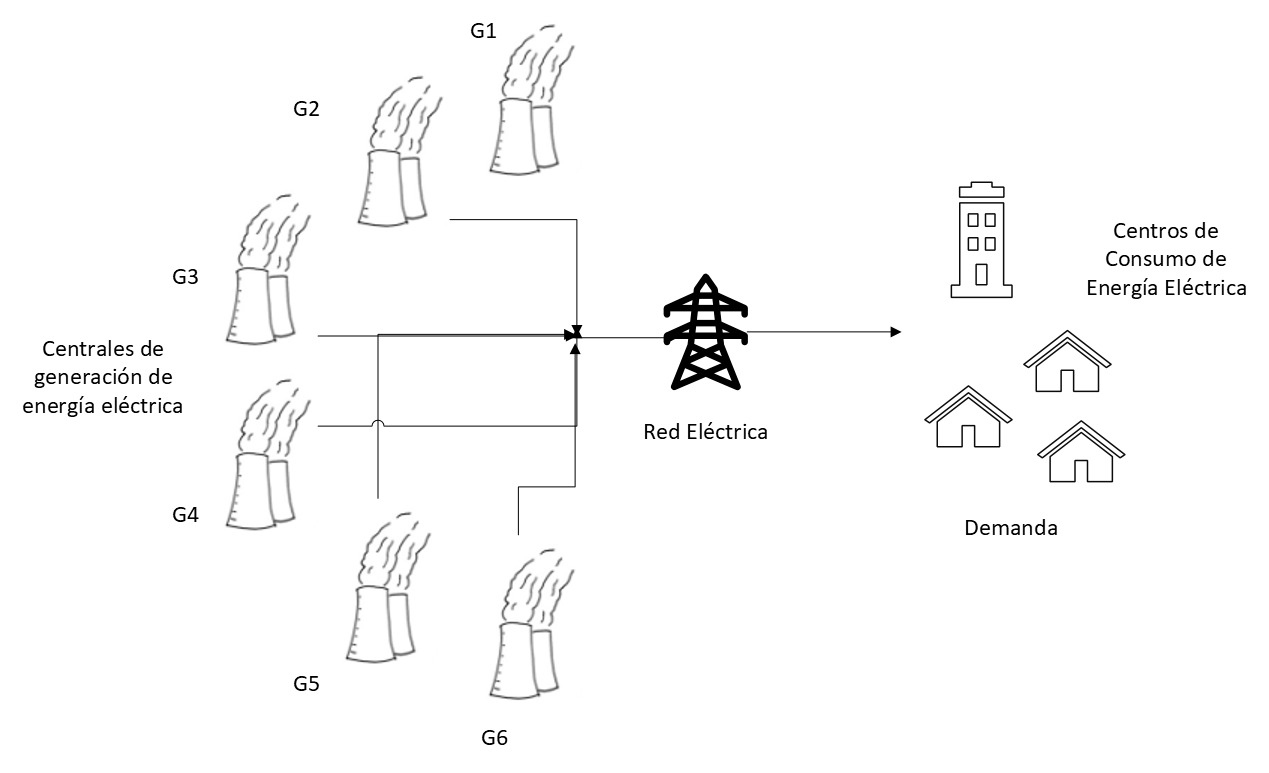 G1
G2
G3
Centrales de
generación de
energía eléctrica
G4
G5
G6
Red Eléctrica
Centros de
Consumo de
Energía Eléctrica
Demanda